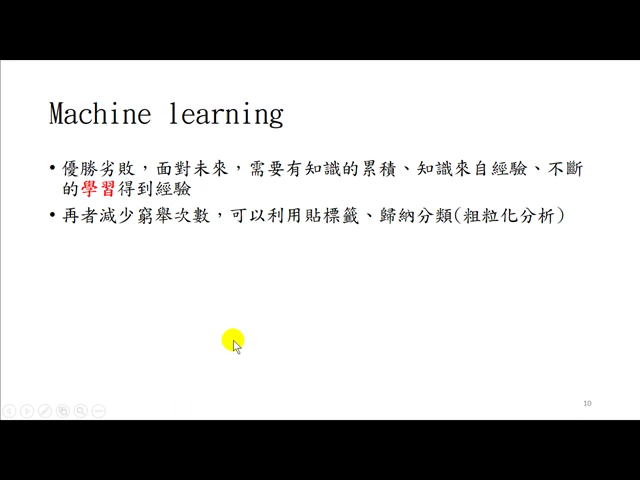 Machine learning
• 優勝劣敗，面對未來，需要有知識的累積、知識來自經驗、不斷
的學習得到經驗
• 再者減少窮舉次數，可以利用貼標籤、歸納分類(粗粒化分析)
10